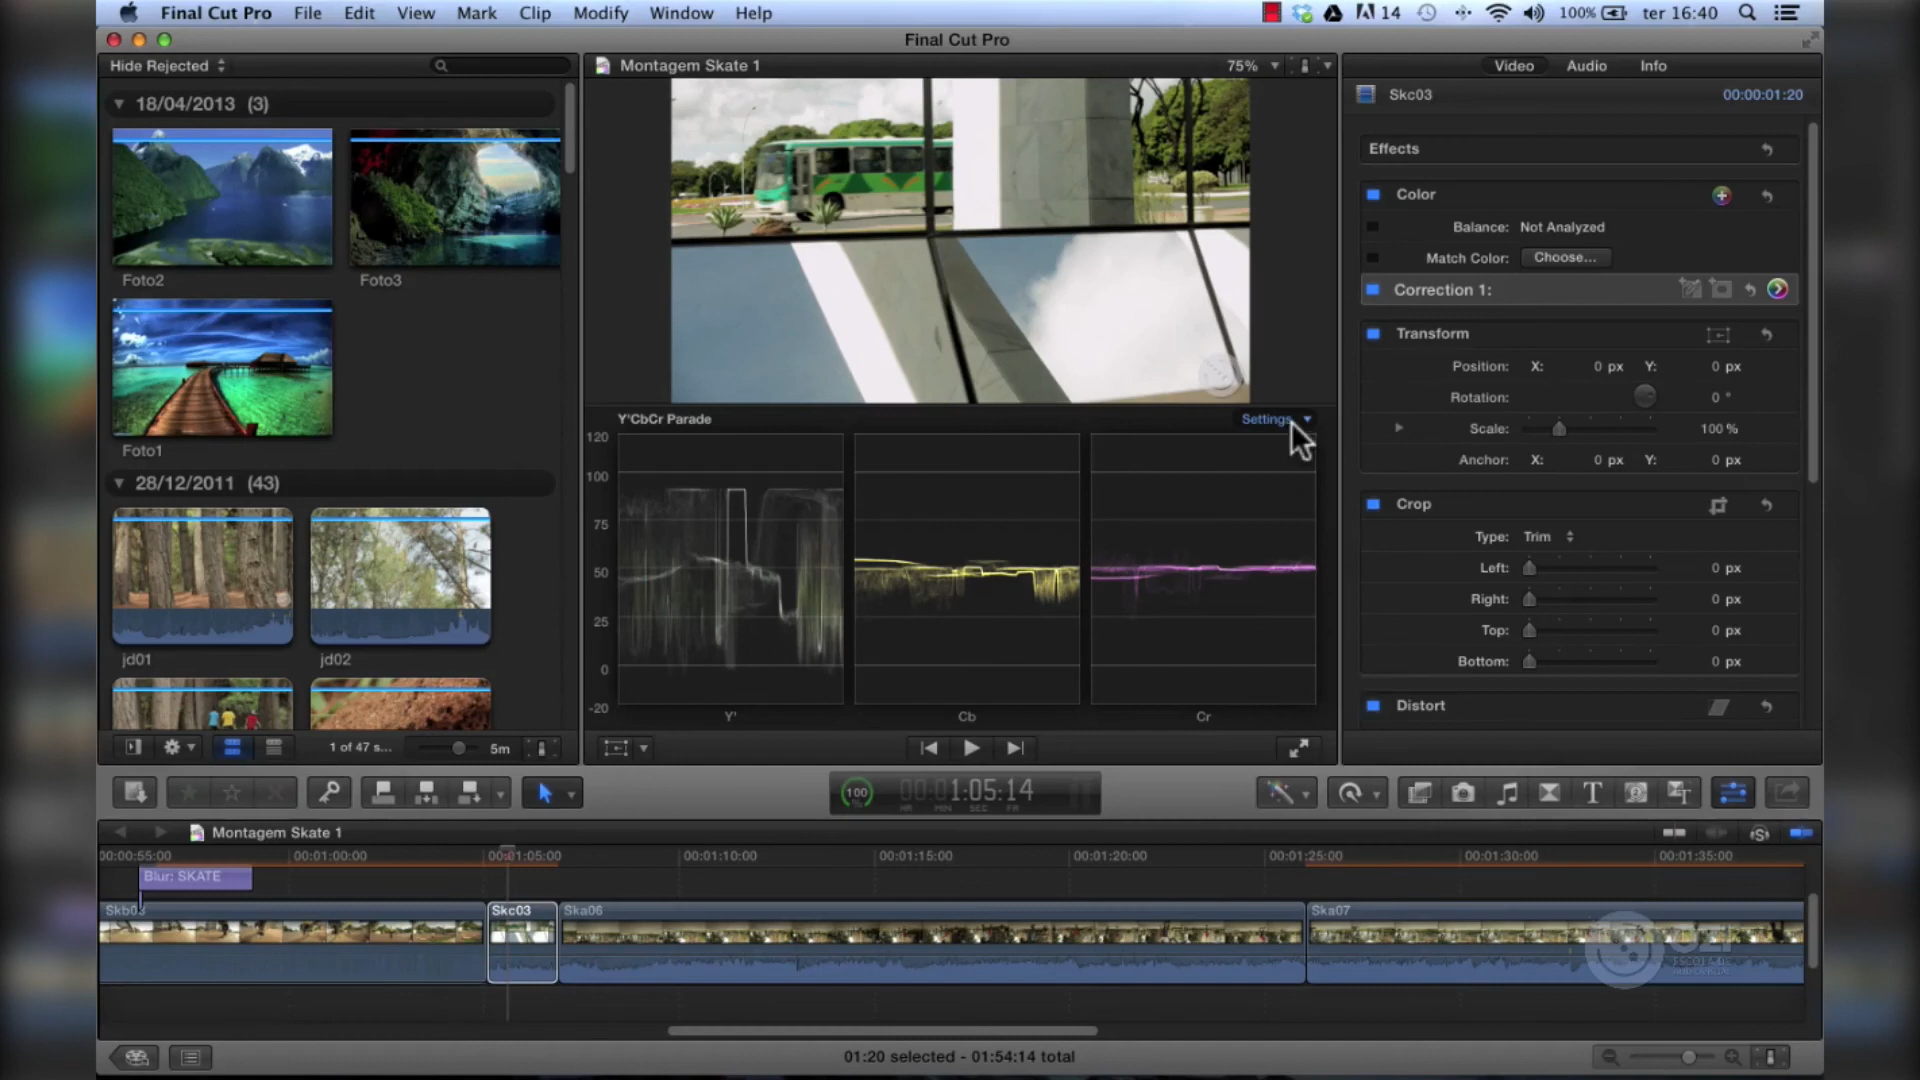 Final Cut Pro File Edit View Mark Clip Modify Window Help 14 100% ter 16:40
Final Cut Pro
Hide Rejected
Montagem Skate 1
75%
Video Audio Info
Skc03
00:00:01:20
18/04/2013 (3)
Foto2
Foto3
Foto1
28/12/2011 (43)
jd01
jd02
1 of 47 s...
5m
Y'CbCr Parade
Settings
120
100
75
50
25
0
-20
Y'
Cb
Cr
Effects
Color
Balance: Not Analyzed
Match Color: Choose...
Correction 1:
Transform
Position: X: 0 px Y: 0 px
Rotation: 0 °
Scale: 100 %
Anchor: X: 0 px Y: 0 px
Crop
Type: Trim
Left: 0 px
Right: 0 px
Top: 0 px
Bottom: 0 px
Distort
100 %
00:01:05:14
HR MIN SEC FR
Montagem Skate 1
00:00:55:00
00:01:00:00
00:01:05:00
00:01:10:00
00:01:15:00
00:01:20:00
00:01:25:00
00:01:30:00
00:01:35:00
Blur: SKATE
Skb03
Skc03
Ska06
Ska07
01:20 selected - 01:54:14 total